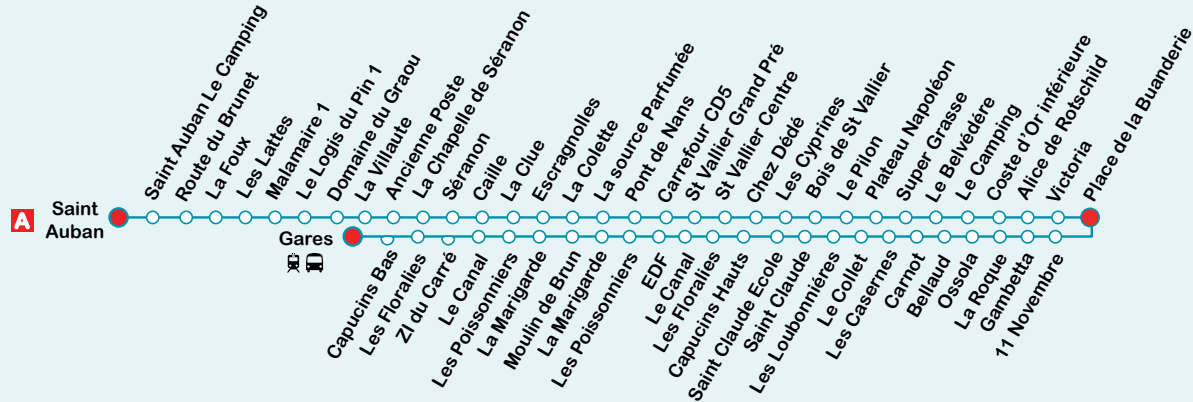 A
Saint
Auban
Saint Auban Le Camping
Route du Brunet
La Foux
Les Lattes
Malamaire 1
Le Logis du Pin 1
Domaine du Graou
La Villaute
Ancienne Poste
La Chapelle de Séranon
Séranon
Caille
La Clue
Escragnolles
La Colette
La source Parfumée
Pont de Nans
Carrefour CD5
St Vallier Grand Pré
St Vallier Centre
Chez Dédé
Les Cyprines
Bois de St Vallier
Le Pilon
Plateau Napoléon
Super Grasse
Le Belvédére
Le Camping
Coste d'Or inférieure
Alice de Rotschild
Victoria
Place de la Buanderie
Gares
Capucins Bas
Les Floralies
ZI du Carré
Le Canal
Les Poissonniers
La Marigarde
Moulin de Brun
La Marigarde
Les Poissonniers
EDF
Le Canal
Les Floralies
Capucins Hauts
Saint Claude Ecole
Saint Claude
Les Loubonniéres
Le Collet
Les Casernes
Carnot
Bellaud
Ossola
La Roque
Gambetta
11 Novembre